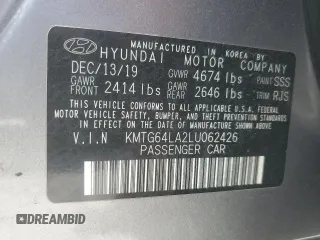 MANUFACTURED IN KOREA BY
HYUNDAI MOTOR COMPANY
DEC/13/19 GVWR 4674 lbs PAINT SSS
GAWR FRONT 2414 lbs GAWR REAR 2646 lbs TRIM RJS
THIS VEHICLE CONFORMS TO ALL APPLICABLE
FEDERAL MOTOR VEHICLE SAFETY, BUMPER, AND
THEFT PREVENTION STANDARDS IN EFFECT ON
THE DATE OF MANUFACTURE SHOWN ABOVE.
V.I.N KMTG64LA2LU062426
PASSENGER CAR
DREAMBID